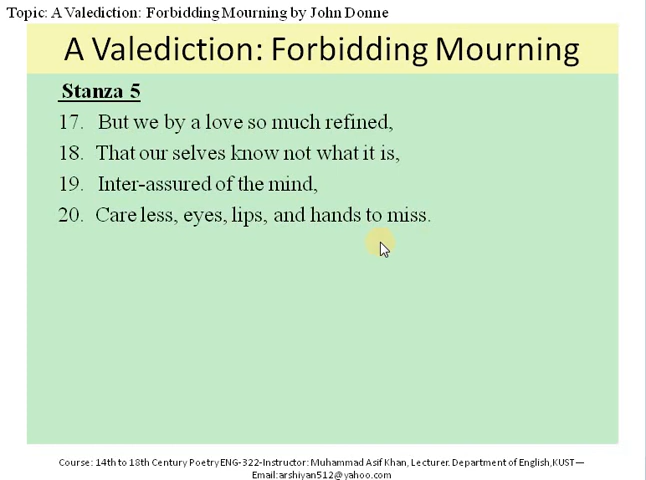 Topic: A Valediction: Forbidding Mourning by John Donne
A Valediction: Forbidding Mourning
Stanza 5
17. But we by a love so much refined,
18. That our selves know not what it is,
19. Inter-assured of the mind,
20. Care less, eyes, lips, and hands to miss.
Course: 14th to 18th Century Poetry ENG-322-Instructor: Muhammad Asif Khan, Lecturer. Department of English,KUST—
Email:arshiyan512@yahoo.com